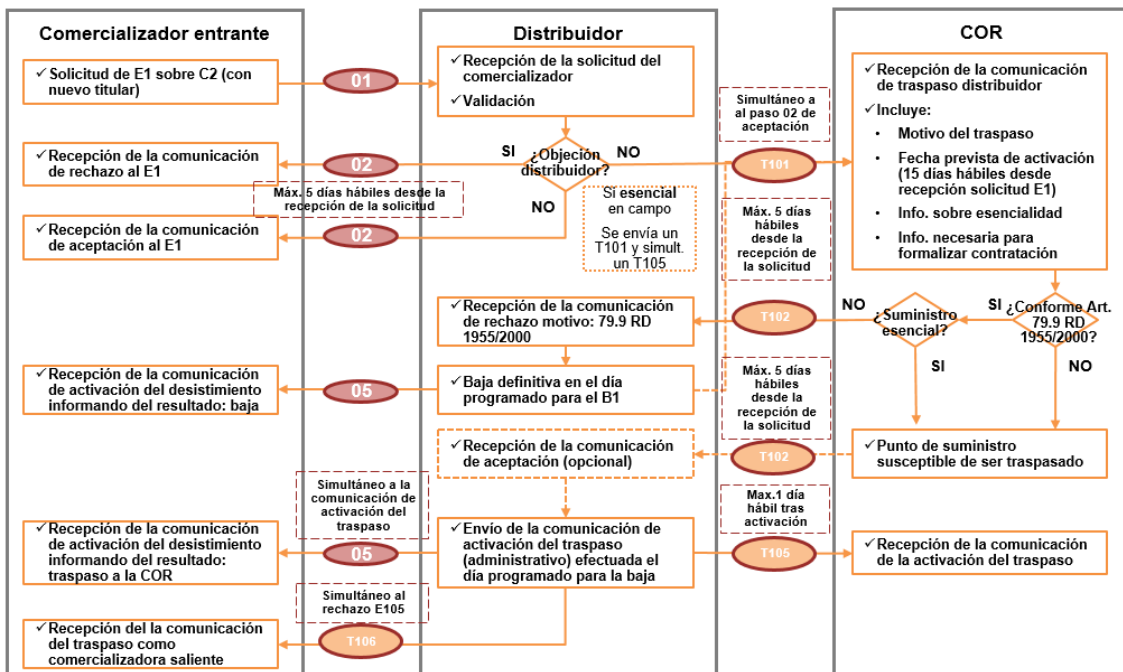 Comercializador entrante
✓Solicitud de E1 sobre C2 (con
nuevo titular)
✓Recepción de la comunicación
de rechazo al E1
✓Recepción de la comunicación
de aceptación al E1
✓Recepción de la comunicación
de activación del desistimiento
informando del resultado: baja
✓Recepción de la comunicación
de activación del desistimiento
informando del resultado:
traspaso a la COR
✓Recepción del la comunicación
del traspaso como
comercializadora saliente
01
02
Máx. 5 días hábiles desde la
recepción de la solicitud
02
05
Simultáneo a la
comunicación de
activación del
traspaso
05
Simultáneo al
rechazo E105
T106
Distribuidor
✓Recepción de la solicitud del
comercializador
✓Validación
SI
¿Objeción
distribuidor?
NO
NO
Si esencial
en campo
Se envía un
T101 y simult.
un T105
✓Recepción de la comunicación
de rechazo motivo: 79.9 RD
1955/2000
✓Baja definitiva en el día
programado para el B1
✓Recepción de la comunicación
de aceptación (opcional)
✓Envío de la comunicación de
activación del traspaso
(administrativo) efectuada el
día programado para la baja
Simultáneo a
al paso 02 de
aceptación
T101
Máx. 5 días
hábiles
desde la
recepción de
la solicitud
T102
Máx. 5 días
hábiles
desde la
recepción de
la solicitud
T102
Max.1 día
hábil tras
activación
T105
COR
✓Recepción de la comunicación
de traspaso distribuidor
✓Incluye:
• Motivo del traspaso
• Fecha prevista de activación
(15 días hábiles desde
recepción solicitud E1)
• Info. sobre esencialidad
• Info. necesaria para
formalizar contratación
NO
¿Suministro
esencial?
SI
¿Conforme Art.
79.9 RD
1955/2000?
SI
NO
✓Punto de suministro
susceptible de ser traspasado
✓Recepción de la comunicación
de la activación del traspaso